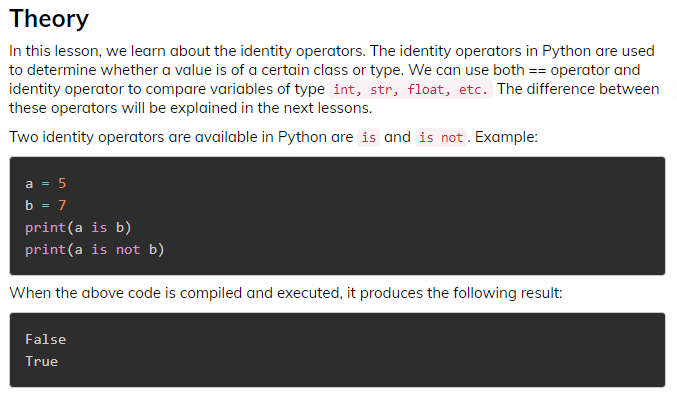 Theory
In this lesson, we learn about the identity operators. The identity operators in Python are used
to determine whether a value is of a certain class or type. We can use both == operator and
identity operator to compare variables of type int, str, float, etc. The difference between
these operators will be explained in the next lessons.
Two identity operators are available in Python are is and is not. Example:
a = 5
b = 7
print(a is b)
print(a is not b)
When the above code is compiled and executed, it produces the following result:
False
True